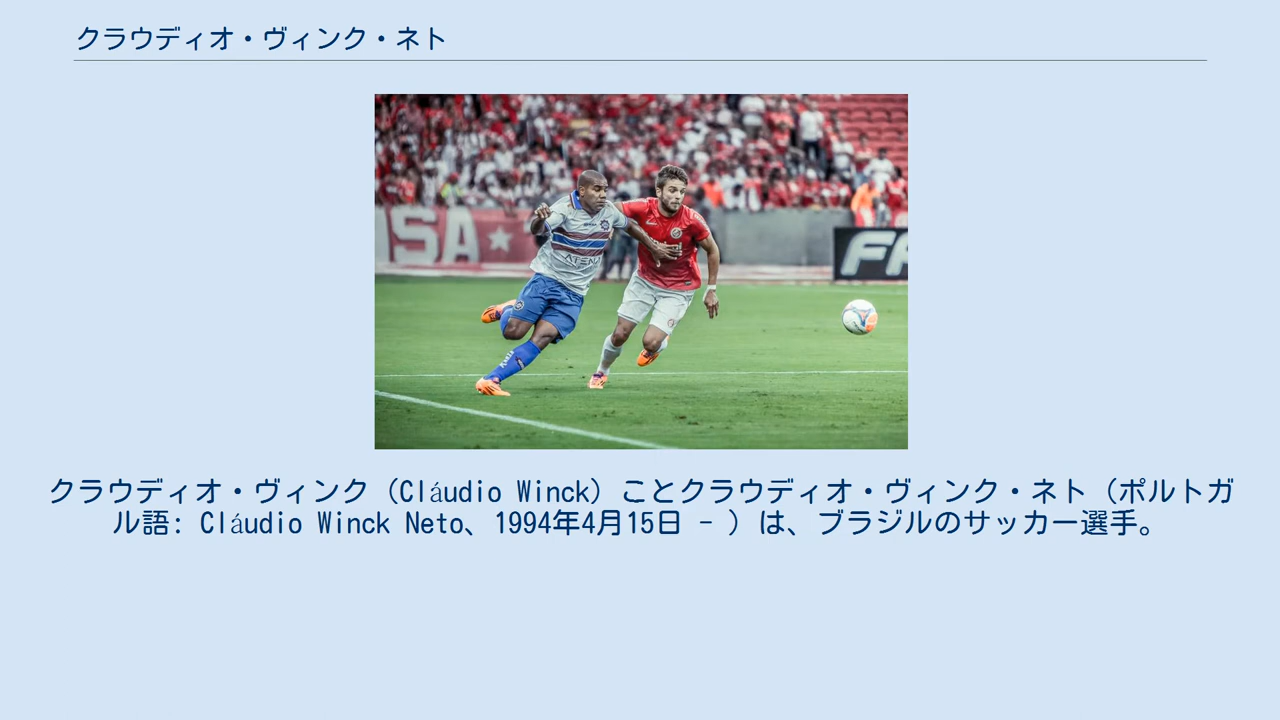 クラウディオ・ヴィンク・ネト
SA
FA
ATENA
クラウディオ・ヴィンク（Cláudio Winck）ことクラウディオ・ヴィンク・ネト（ポルトガ
ル語: Cláudio Winck Neto、1994年4月15日 - ）は、ブラジルのサッカー選手。